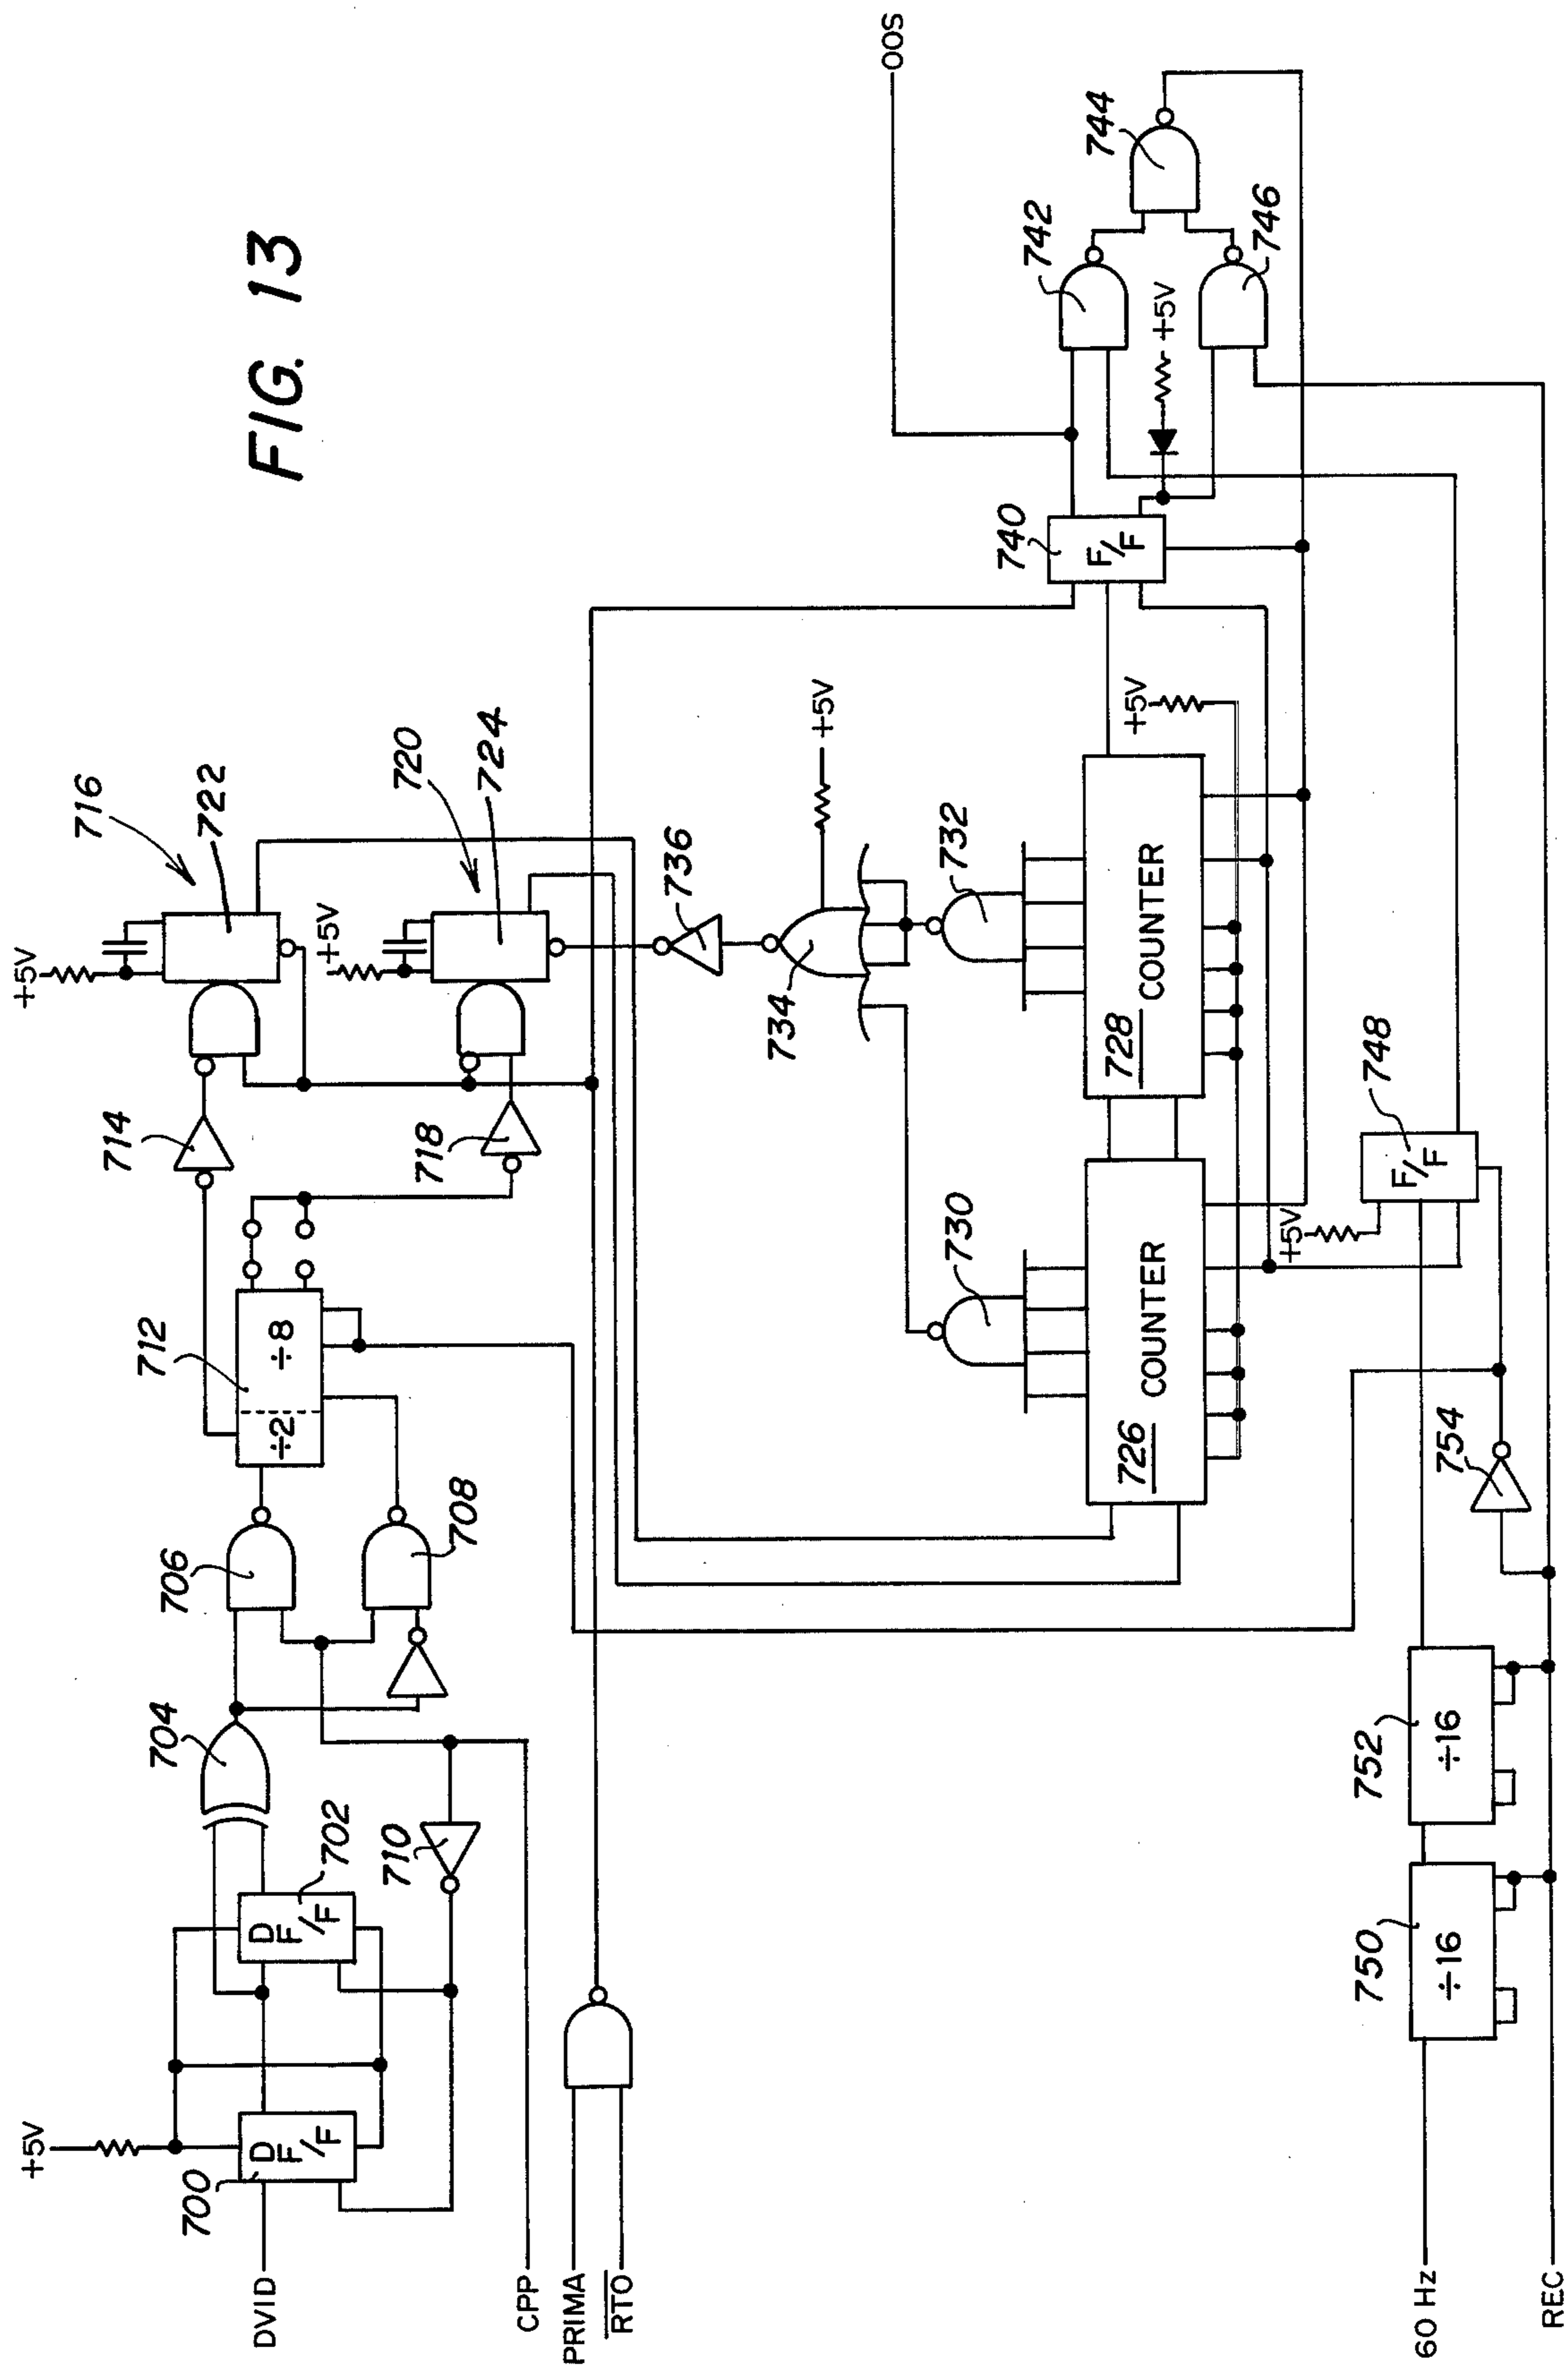 FIG. 13
+5V
DVID
700
D F/F
702
D F/F
704
706
708
710
CPP
PRIMA
RTO
712
÷2
÷8
714
718
716
+5V
722
+5V
720
724
736
+5V
734
732
730
726
COUNTER
728
COUNTER
+5V
740
F/F
742
744
746
+5V
OOS
60 Hz
750
÷16
752
÷16
748
F/F
+5V
754
REC